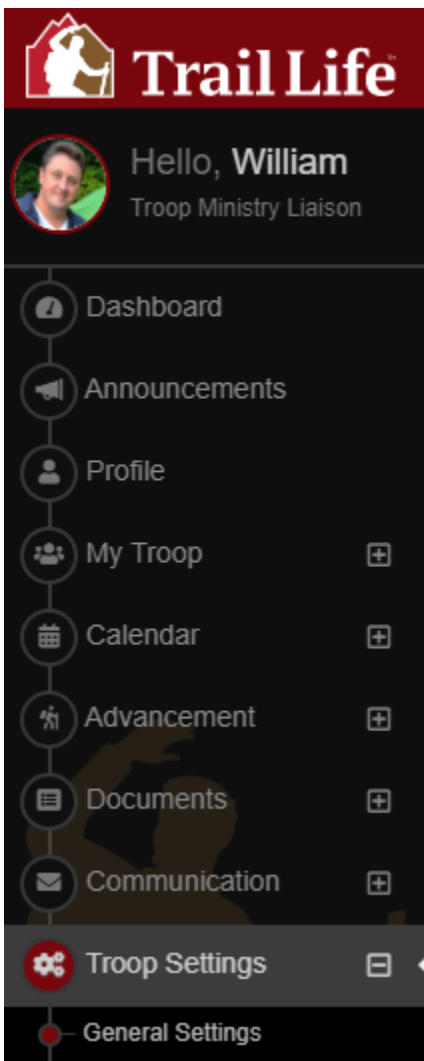 Trail Life
Hello, William
Troop Ministry Liaison
Dashboard
Announcements
Profile
My Troop
Calendar
Advancement
Documents
Communication
Troop Settings
General Settings